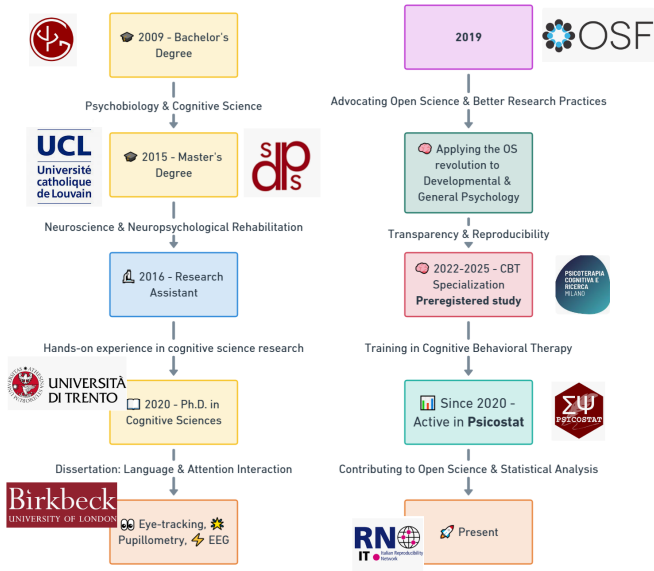 2009 - Bachelor's
Degree
Psychobiology & Cognitive Science
UCL
Université
catholique
de Louvain
2015 - Master's
Degree
sdps
Neuroscience & Neuropsychological Rehabilitation
2016 - Research
Assistant
Hands-on experience in cognitive science research
UNIVERSITÀ
DI TRENTO
2020 - Ph.D. in
Cognitive Sciences
Dissertation: Language & Attention Interaction
Birkbeck
UNIVERSITY OF LONDON
Eye-tracking,
Pupillometry, EEG
2019
OSF
Advocating Open Science & Better Research Practices
Applying the OS
revolution to
Developmental &
General Psychology
Transparency & Reproducibility
2022-2025 - CBT
Specialization
Preregistered study
PSICOTERAPIA
COGNITIVA E
RICERCA
MILANO
Training in Cognitive Behavioral Therapy
Since 2020 -
Active in Psicostat
ΣΨ
PSICOSTAT
Contributing to Open Science & Statistical Analysis
RN
IT
Italian Reproducibility
Network
Present